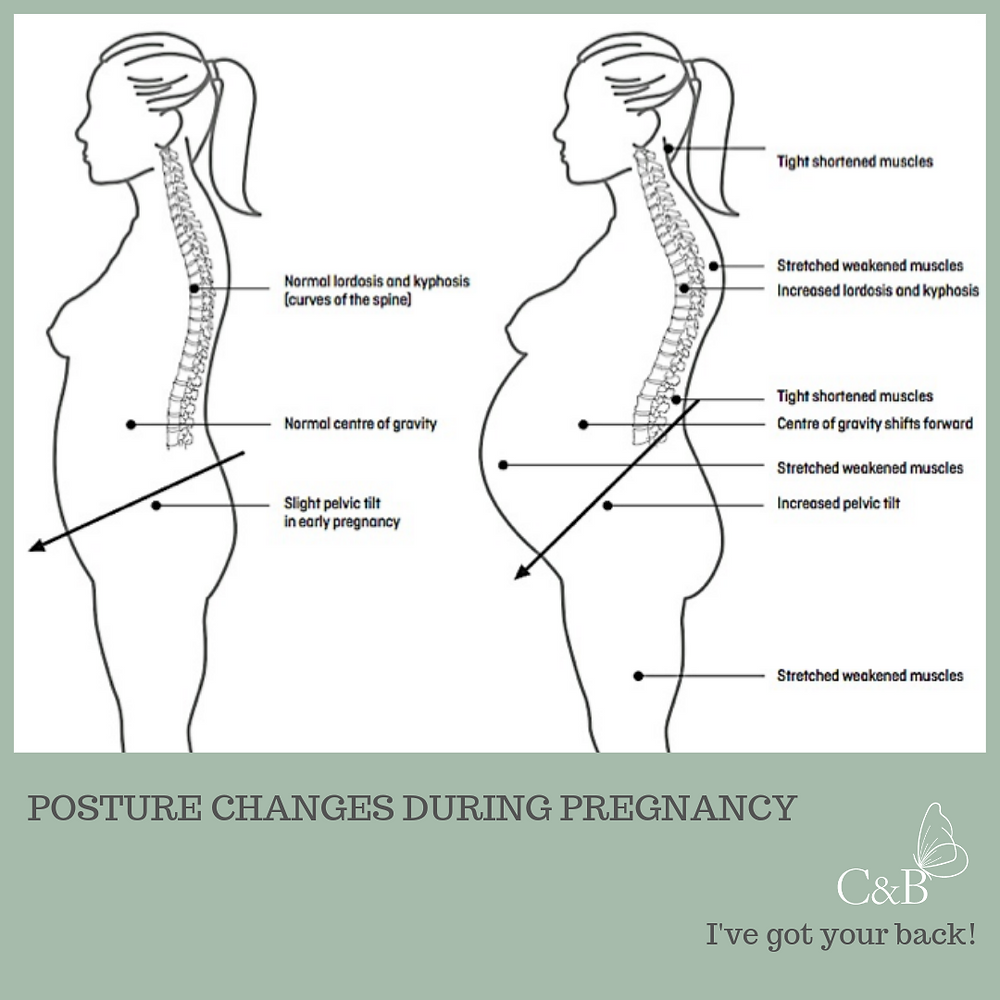 Normal lordosis and kyphosis
(curves of the spine)
Normal centre of gravity
Slight pelvic tilt
in early pregnancy
Tight shortened muscles
Stretched weakened muscles
Increased lordosis and kyphosis
Tight shortened muscles
Centre of gravity shifts forward
Stretched weakened muscles
Increased pelvic tilt
Stretched weakened muscles
POSTURE CHANGES DURING PREGNANCY
C&B
I've got your back!